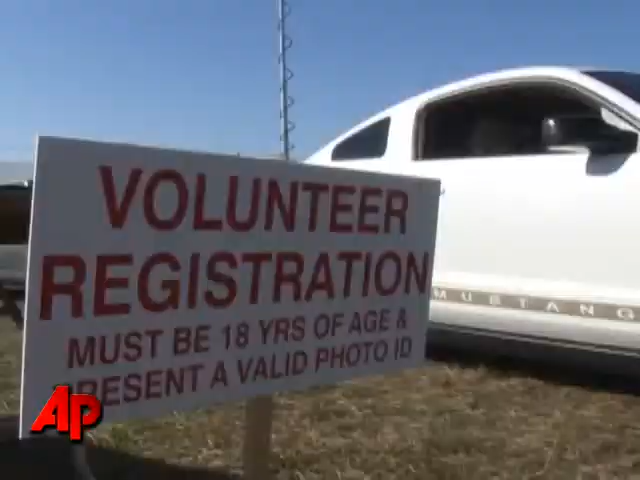 VOLUNTEER
REGISTRATION
MUST BE 18 YRS OF AGE &
PRESENT A VALID PHOTO ID
MUSTANG
AP